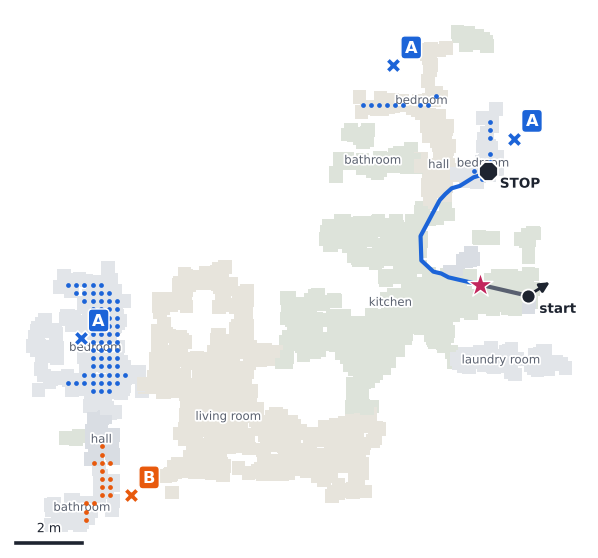 A
bedroom
A
bathroom
hall
bedroom
STOP
kitchen
start
A
bedroom
laundry room
living room
hall
B
bathroom
2 m